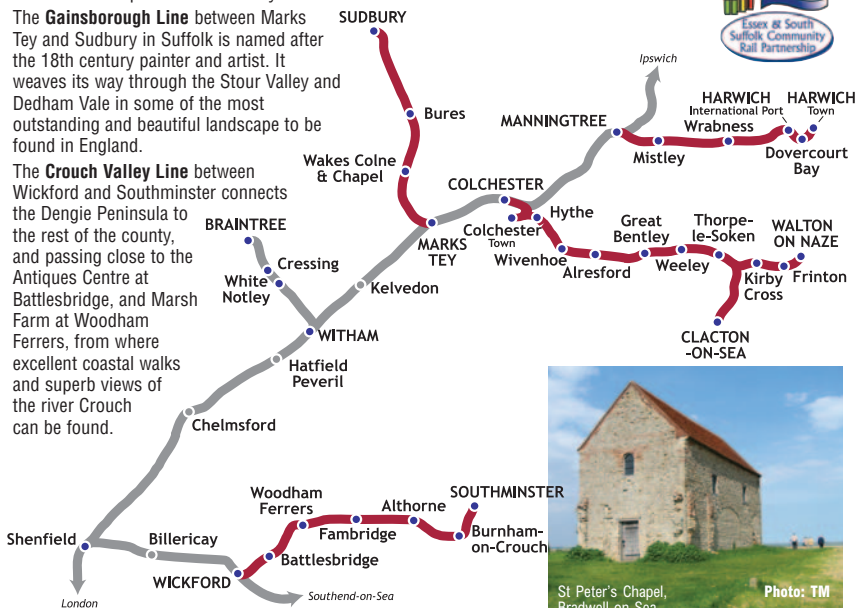 The Gainsborough Line between Marks
Tey and Sudbury in Suffolk is named after
the 18th century painter and artist. It
weaves its way through the Stour Valley and
Dedham Vale in some of the most
outstanding and beautiful landscape to be
found in England.
The Crouch Valley Line between
Wickford and Southminster connects
the Dengie Peninsula to
the rest of the county,
and passing close to the
Antiques Centre at
Battlesbridge, and Marsh
Farm at Woodham
Ferrers, from where
excellent coastal walks
and superb views of
the river Crouch
can be found.
Essex & South
Suffolk Community
Rail Partnership
SUDBURY
Bures
Wakes Colne
& Chapel
MARKS
TEY
Ipswich
MANNINGTREE
Mistley
Wrabness
HARWICH
International Port
HARWICH
Town
Dovercourt
Bay
COLCHESTER
Colchester
Town
Hythe
Wivenhoe
Alresford
Great
Bentley
Weeley
Thorpe-
le-Soken
Kirby
Cross
Frinton
WALTON
ON NAZE
CLACTON
-ON-SEA
BRAINTREE
Cressing
White
Notley
Kelvedon
WITHAM
Hatfield
Peveril
Chelmsford
Shenfield
Billericay
London
WICKFORD
Southend-on-Sea
Battlesbridge
Woodham
Ferrers
Fambridge
Althorne
Burnham-
on-Crouch
SOUTHMINSTER
St Peter's Chapel,
Bradwell on Sea
Photo: TM